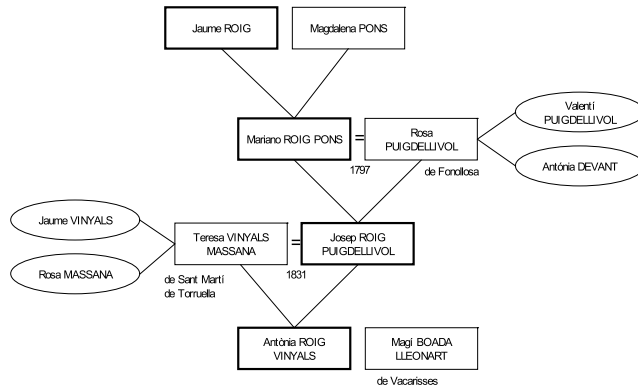 Jaume ROIG
Magdalena PONS
Mariano ROIG PONS
=
1797
Rosa
PUIGDELLIVOL
de Fonollosa
Valentí
PUIGDELLIVOL
Antónia DEVANT
Jaume VINYALS
Rosa MASSANA
Teresa VINYALS
MASSANA
de Sant Martí
de Torruella
=
1831
Josep ROIG
PUIGDELLIVOL
Antònia ROIG
VINYALS
Magí BOADA
LLEONART
de Vacarisses